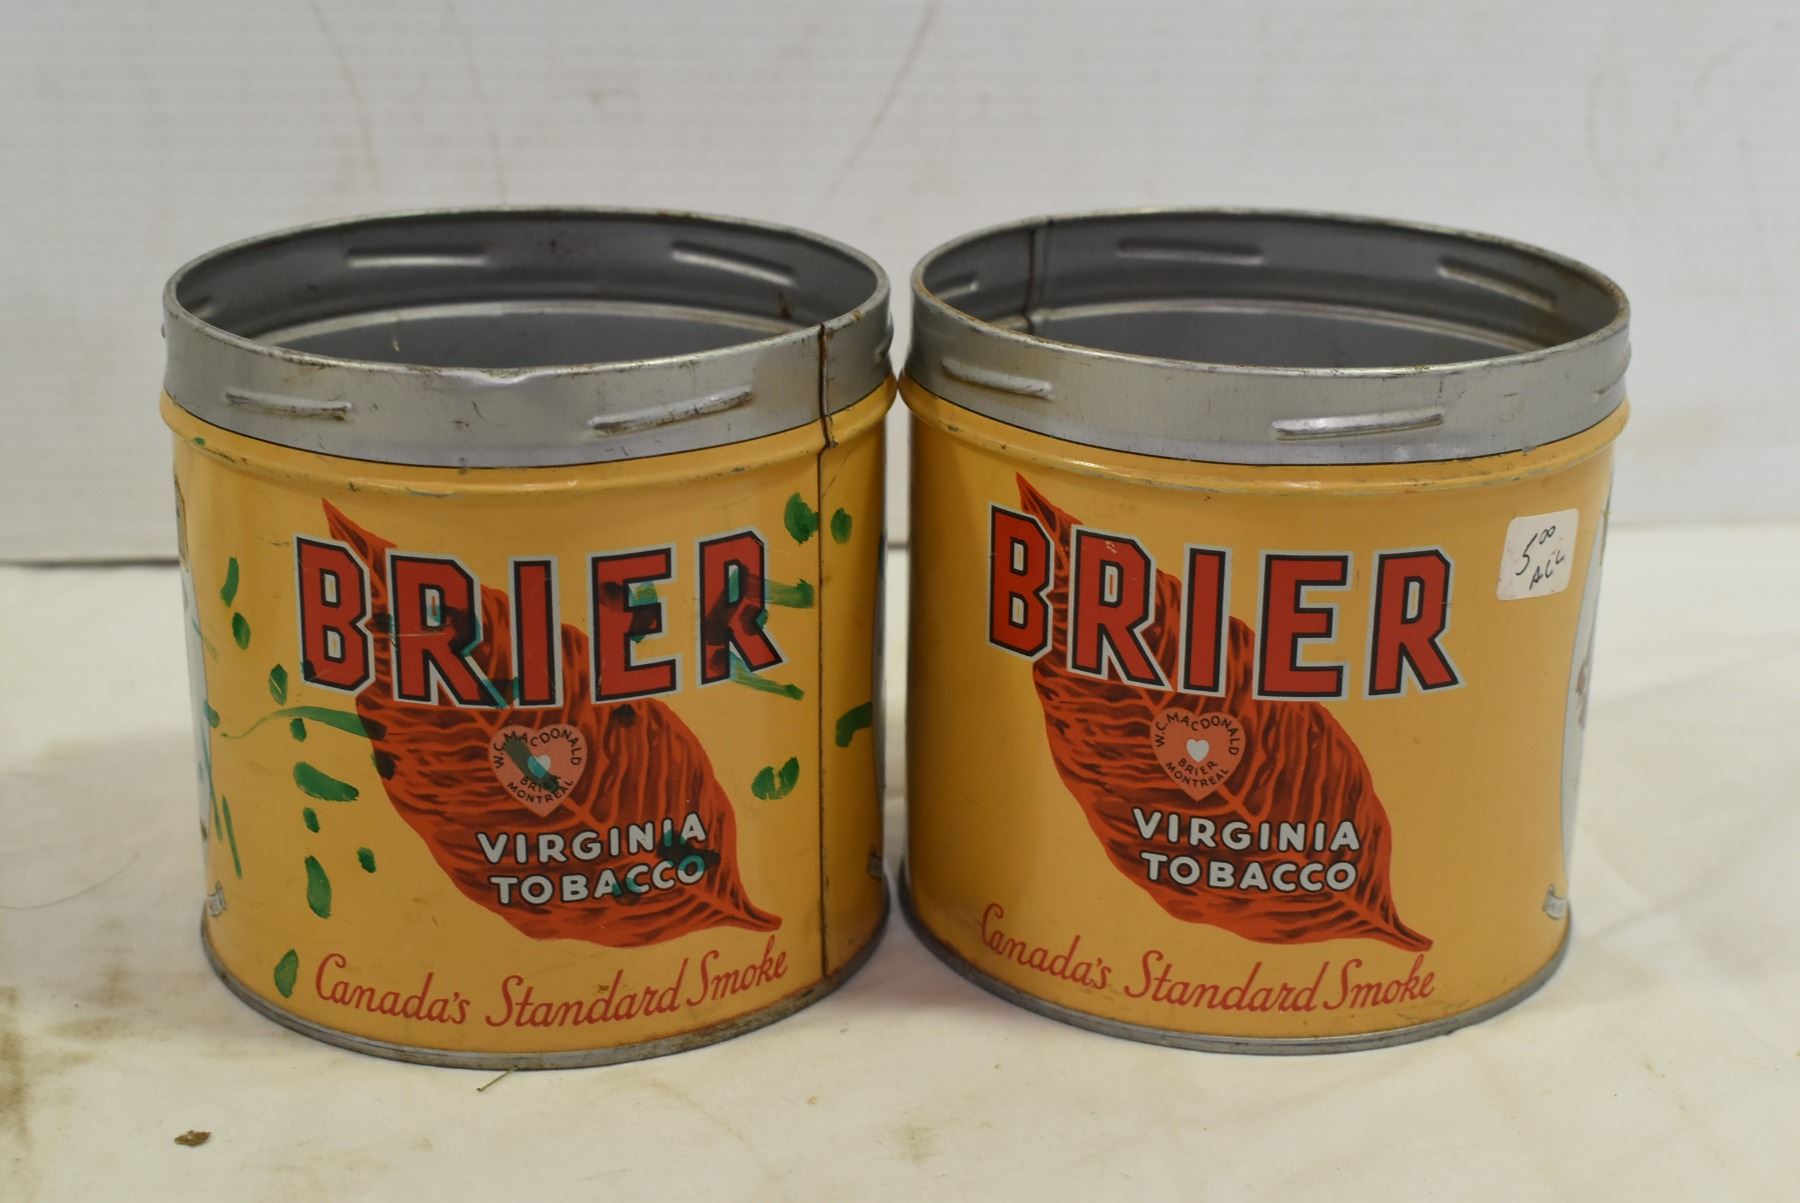 BRIER
W.C. MACDONALD
BRIER
MONTREAL
VIRGINIA
TOBACCO
Canada's Standard Smoke
BRIER
W.C. MACDONALD
BRIER
MONTREAL
VIRGINIA
TOBACCO
Canada's Standard Smoke
5.00
ALL